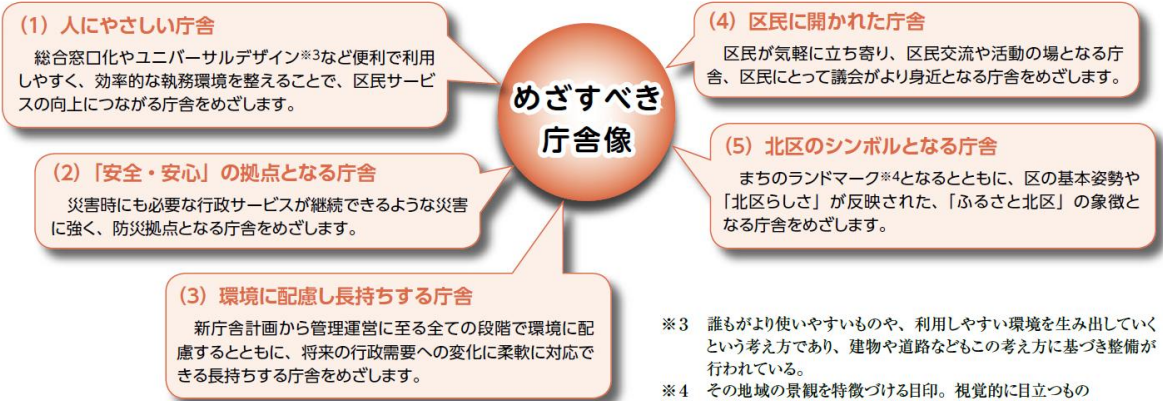 (1) 人にやさしい庁舎
総合窓口化やユニバーサルデザイン※3など便利で利用
しやすく、効率的な執務環境を整えることで、区民サービ
スの向上につながる庁舎をめざします。
(2) 「安全・安心」の拠点となる庁舎
災害時にも必要な行政サービスが継続できるような災害
に強く、防災拠点となる庁舎をめざします。
(3) 環境に配慮し長持ちする庁舎
新庁舎計画から管理運営に至る全ての段階で環境に配
慮するとともに、将来の行政需要への変化に柔軟に対応で
きる長持ちする庁舎をめざします。
めざすべき
庁舎像
(4) 区民に開かれた庁舎
区民が気軽に立ち寄り、区民交流や活動の場となる庁
舎、区民にとって議会がより身近となる庁舎をめざします。
(5) 北区のシンボルとなる庁舎
まちのランドマーク※4となるとともに、区の基本姿勢や
「北区らしさ」が反映された、「ふるさと北区」の象徴と
なる庁舎をめざします。
※3 誰もがより使いやすいものや、利用しやすい環境を生み出していく
という考え方であり、建物や道路などもこの考え方に基づき整備が
行われている。
※4 その地域の景観を特徴づける目印。視覚的に目立つもの